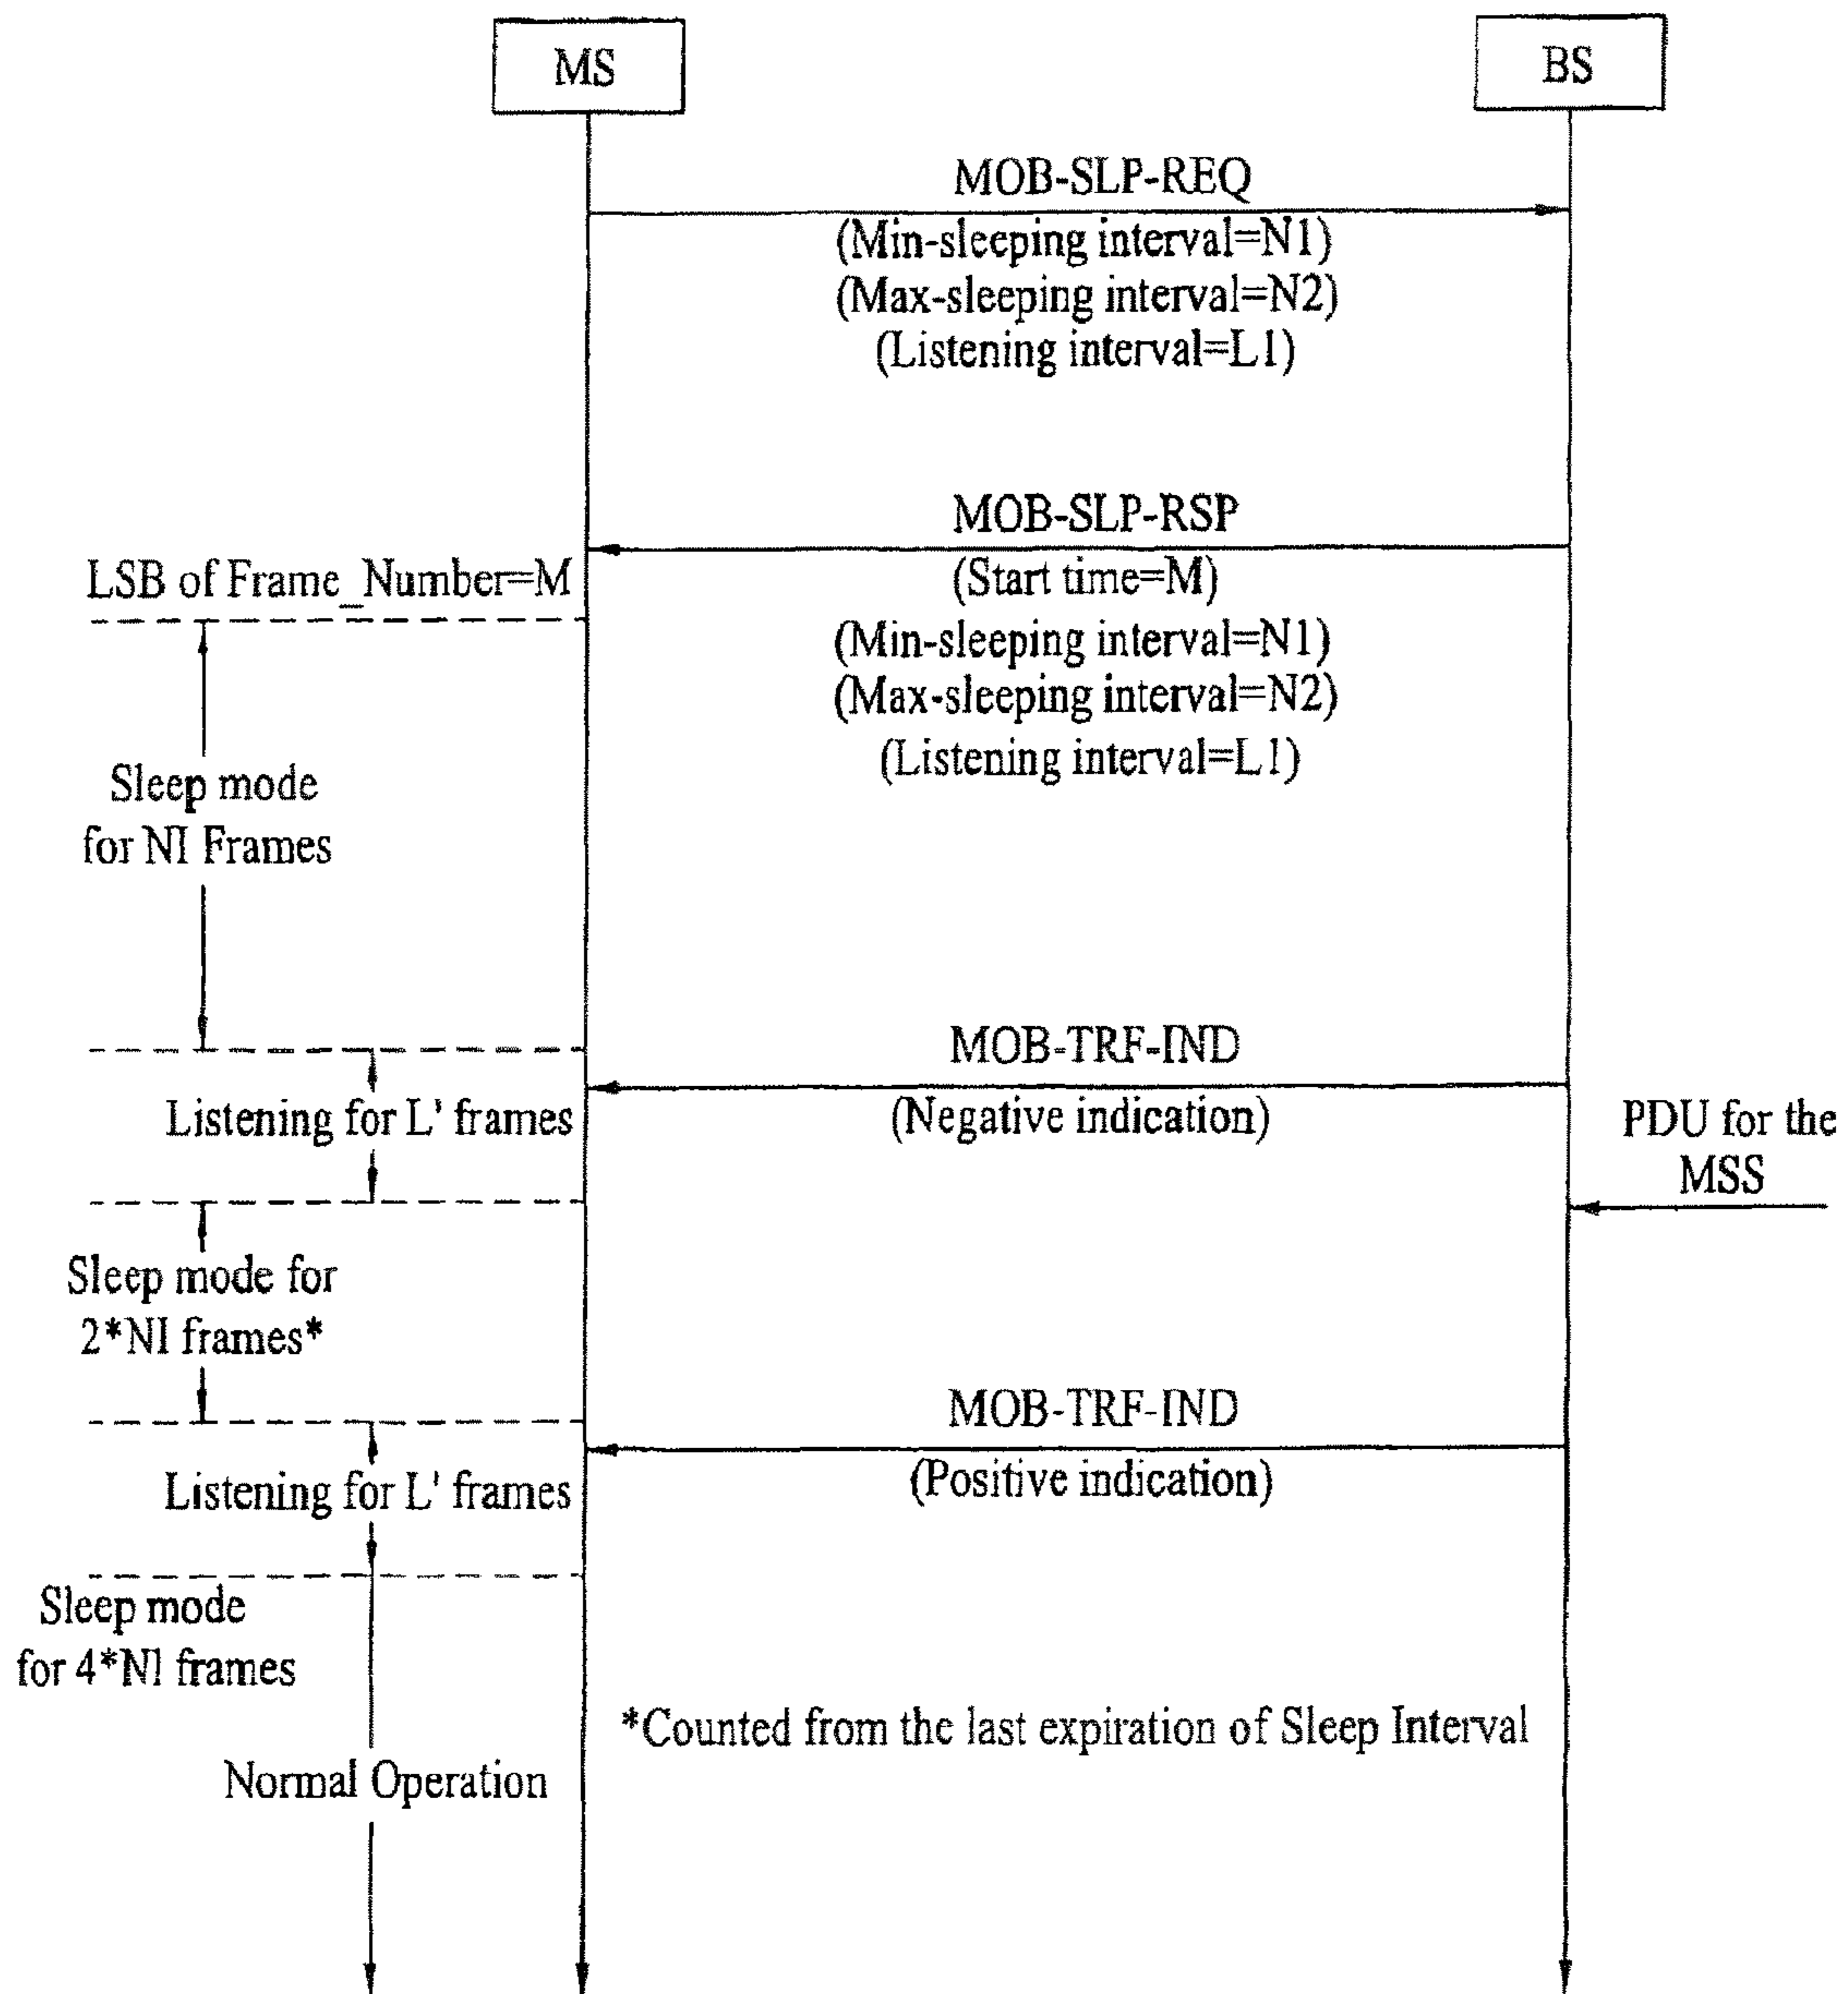 MS
BS
MOB-SLP-REQ
(Min-sleeping interval=N1)
(Max-sleeping interval=N2)
(Listening interval=L1)
MOB-SLP-RSP
LSB of Frame_Number=M
(Start time=M)
(Min-sleeping interval=N1)
(Max-sleeping interval=N2)
(Listening interval=L1)
Sleep mode
for NI Frames
MOB-TRF-IND
(Negative indication)
Listening for L' frames
PDU for the
MSS
Sleep mode for
2*NI frames*
MOB-TRF-IND
(Positive indication)
Listening for L' frames
Sleep mode
for 4*NI frames
*Counted from the last expiration of Sleep Interval
Normal Operation